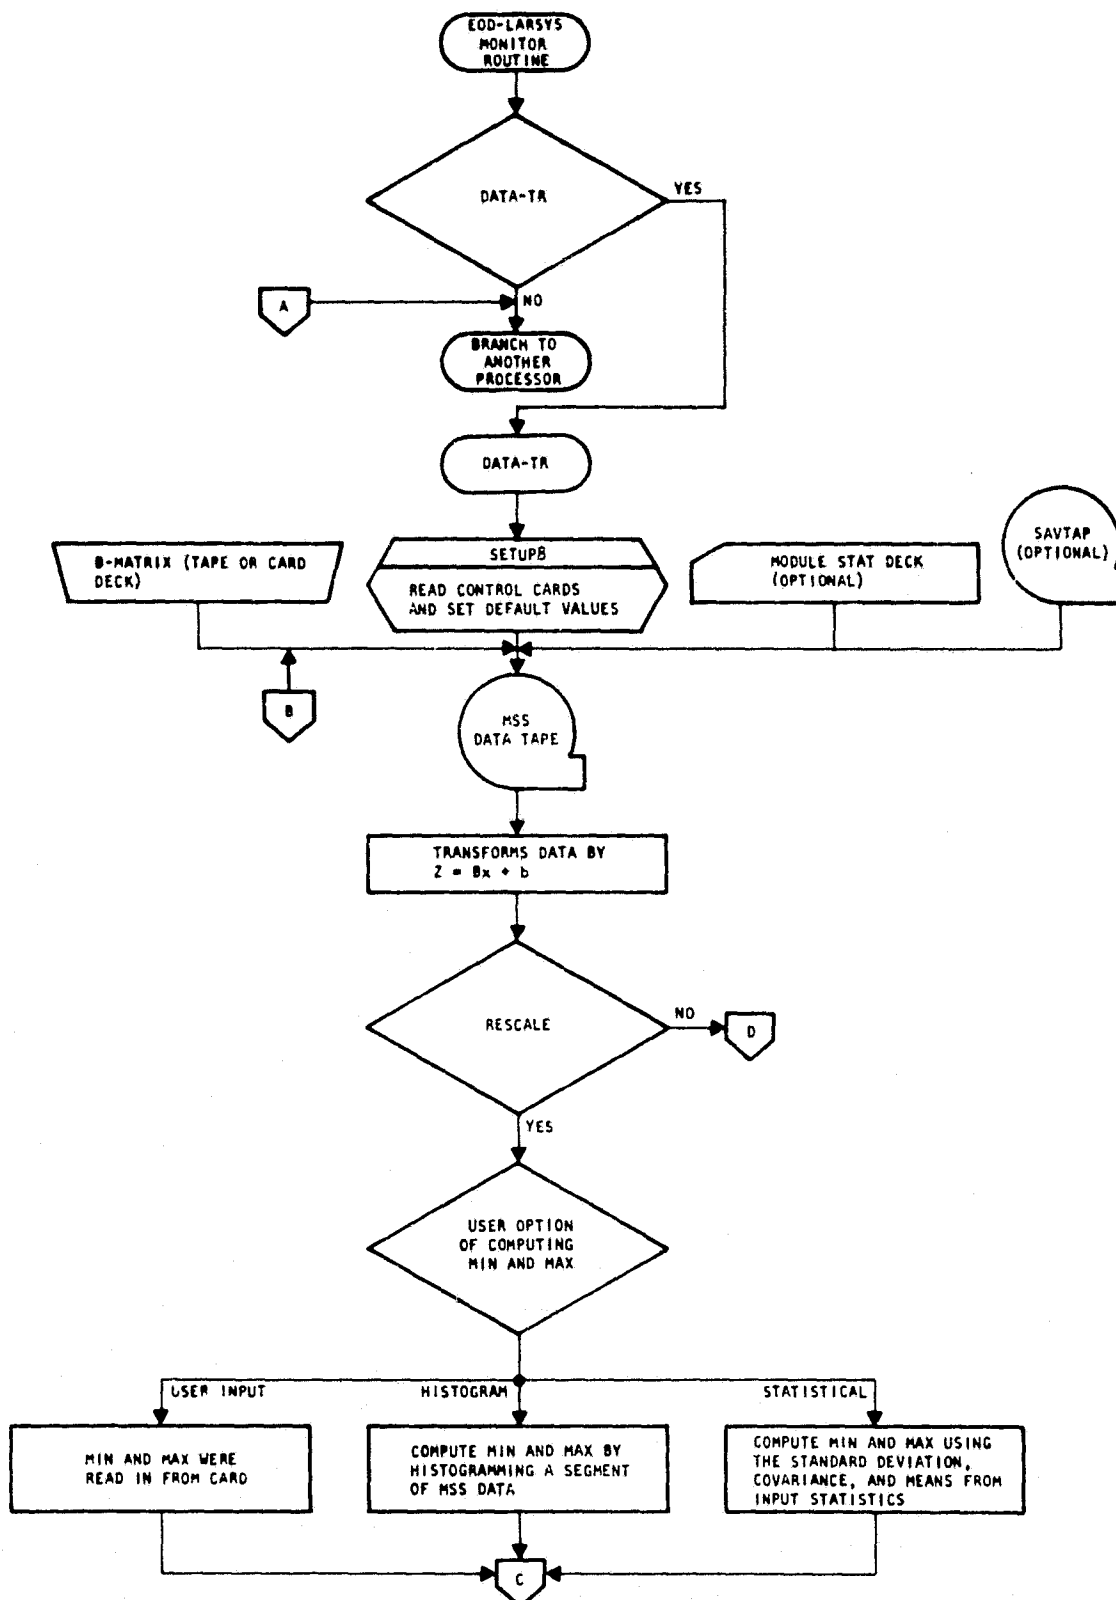 EOD-LARSYS
MONITOR
ROUTINE
DATA-TR
YES
A
NO
BRANCH TO
ANOTHER
PROCESSOR
DATA-TR
B-MATRIX (TAPE OR CARD
DECK)
SETUP8
READ CONTROL CARDS
AND SET DEFAULT VALUES
MODULE STAT DECK
(OPTIONAL)
SAVTAP
(OPTIONAL)
B
MSS
DATA TAPE
TRANSFORMS DATA BY
Z = Bx + b
RESCALE
NO
D
YES
USER OPTION
OF COMPUTING
MIN AND MAX
USER INPUT
HISTOGRAM
STATISTICAL
MIN AND MAX WERE
READ IN FROM CARD
COMPUTE MIN AND MAX BY
HISTOGRAMMING A SEGMENT
OF MSS DATA
COMPUTE MIN AND MAX USING
THE STANDARD DEVIATION,
COVARIANCE, AND MEANS FROM
INPUT STATISTICS
C